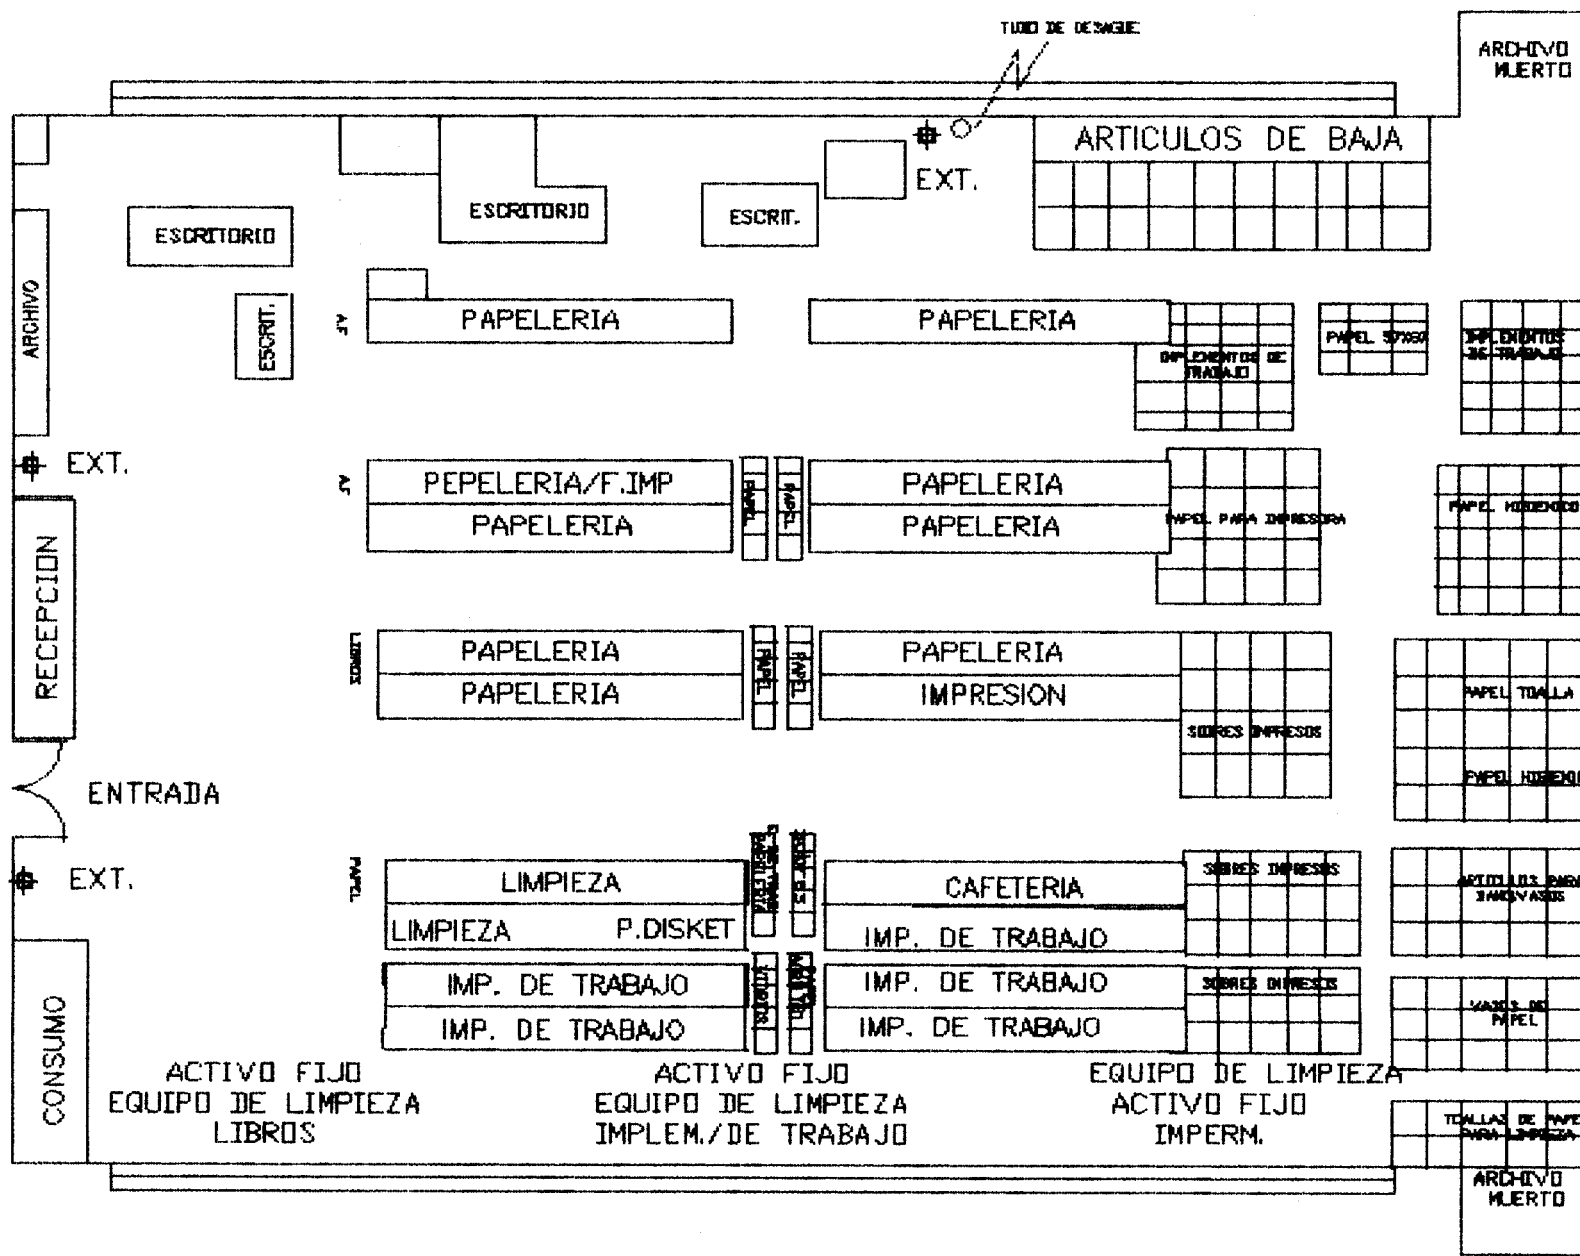 TUBO DE DESAGUE
ARCHIVO
MUERTO
ARTICULOS DE BAJA
EXT.
ESCRITORIO
ESCRIT.
ESCRITORIO
ARCHIVO
ESCRIT.
A.F
PAPELERIA
PAPELERIA
IMPLEMENTOS DE
TRABAJO
PAPEL
IMPLEMENTOS
DE TRABAJO
EXT.
A.F
PEPELERIA/F.IMP
PAPELERIA
PAPEL
PAPEL
PAPELERIA
PAPELERIA
PAPEL PARA IMPRESORA
PAPEL HIGIENICO
RECEPCION
LIBROS
PAPELERIA
PAPELERIA
PAPEL
PAPEL
PAPELERIA
IMPRESION
SOBRES IMPRESOS
PAPEL TOALLA
PAPEL HIGIENIC
ENTRADA
EXT.
PAPEL
LIMPIEZA
LIMPIEZA P.DISKET
CAFETERIA
IMP. DE TRABAJO
SOBRES IMPRESOS
ARTICULOS PARA
IMP. DE TRABAJO
IMP. DE TRABAJO
VIDRIOS
IMP. DE TRABAJO
IMP. DE TRABAJO
SOBRES IMPRESOS
VASOS DE
PAPEL
CONSUMO
ACTIVO FIJO
EQUIPO DE LIMPIEZA
LIBROS
ACTIVO FIJO
EQUIPO DE LIMPIEZA
IMPLEM./DE TRABAJO
EQUIPO DE LIMPIEZA
ACTIVO FIJO
IMPERM.
TOALLAS DE PAPE
PARA LIMPIEZA
ARCHIVO
MUERTO